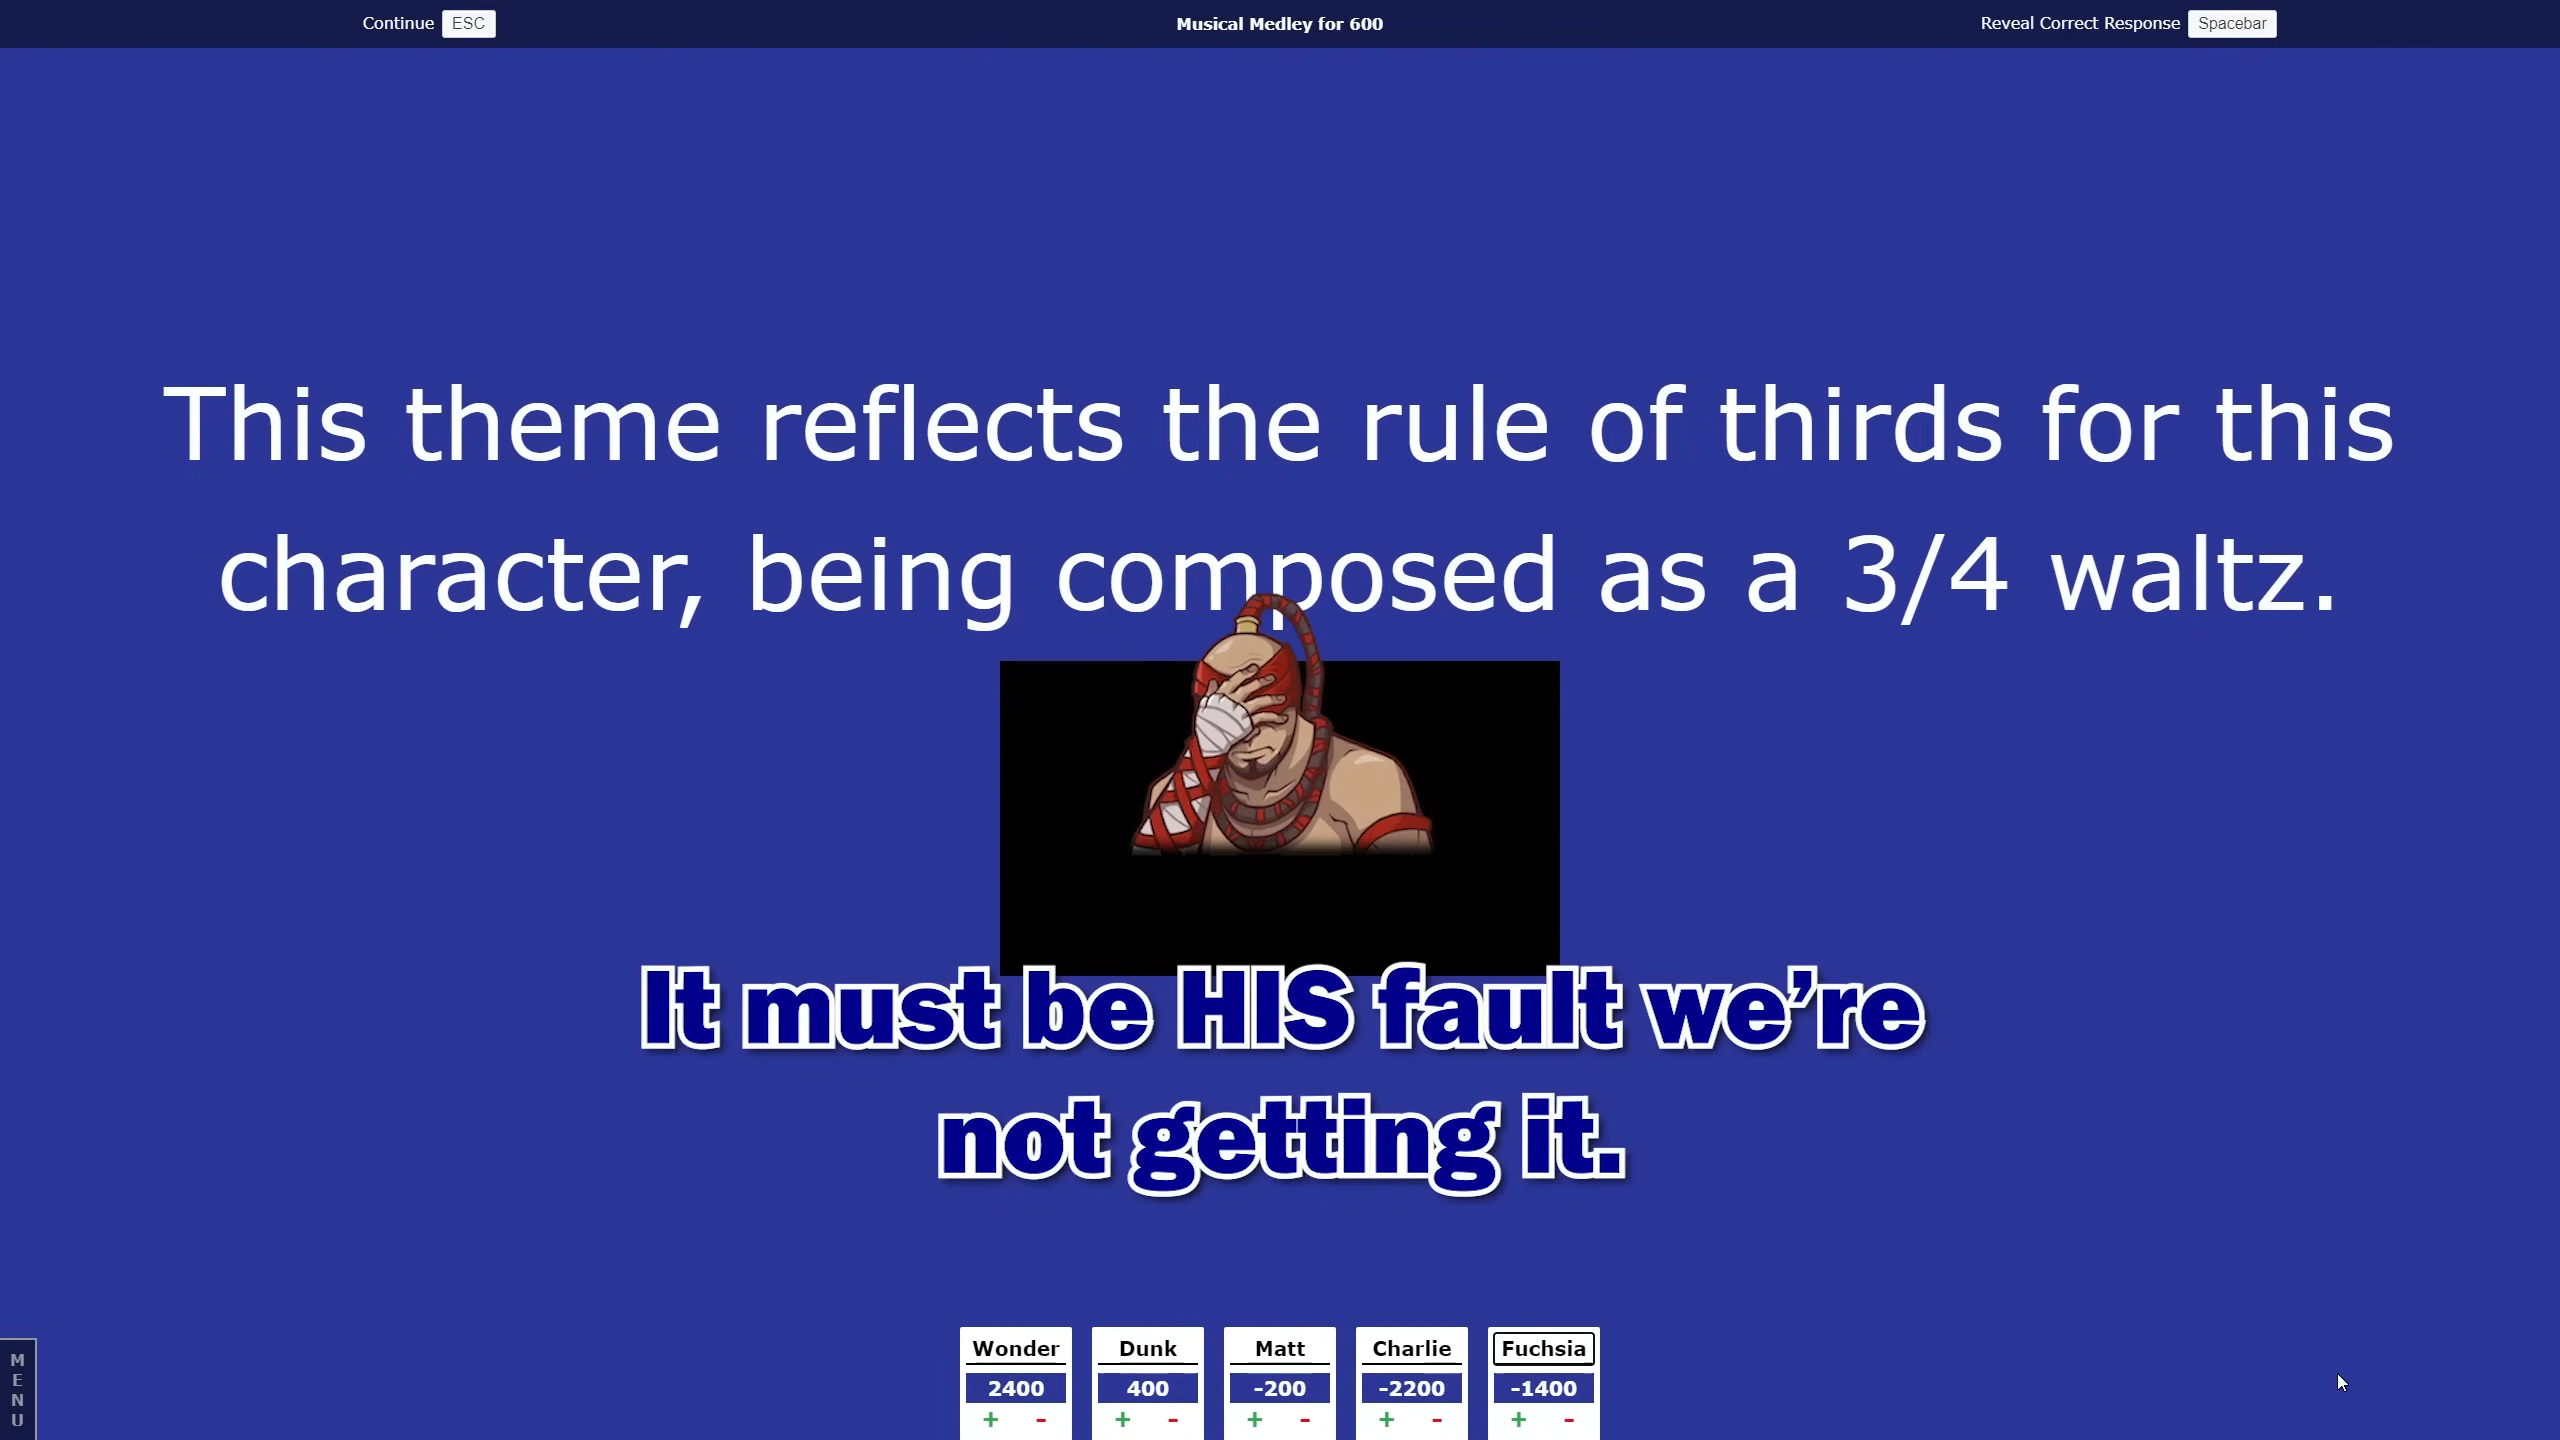 Continue ESC
Musical Medley for 600
Reveal Correct Response Spacebar
This theme reflects the rule of thirds for this
character, being composed as a 3/4 waltz.
It must be HIS fault we’re
not getting it.
MENU
Wonder Dunk Matt Charlie Fuchsia
2400 400 -200 -2200 -1400
+ - + - + - + - + -